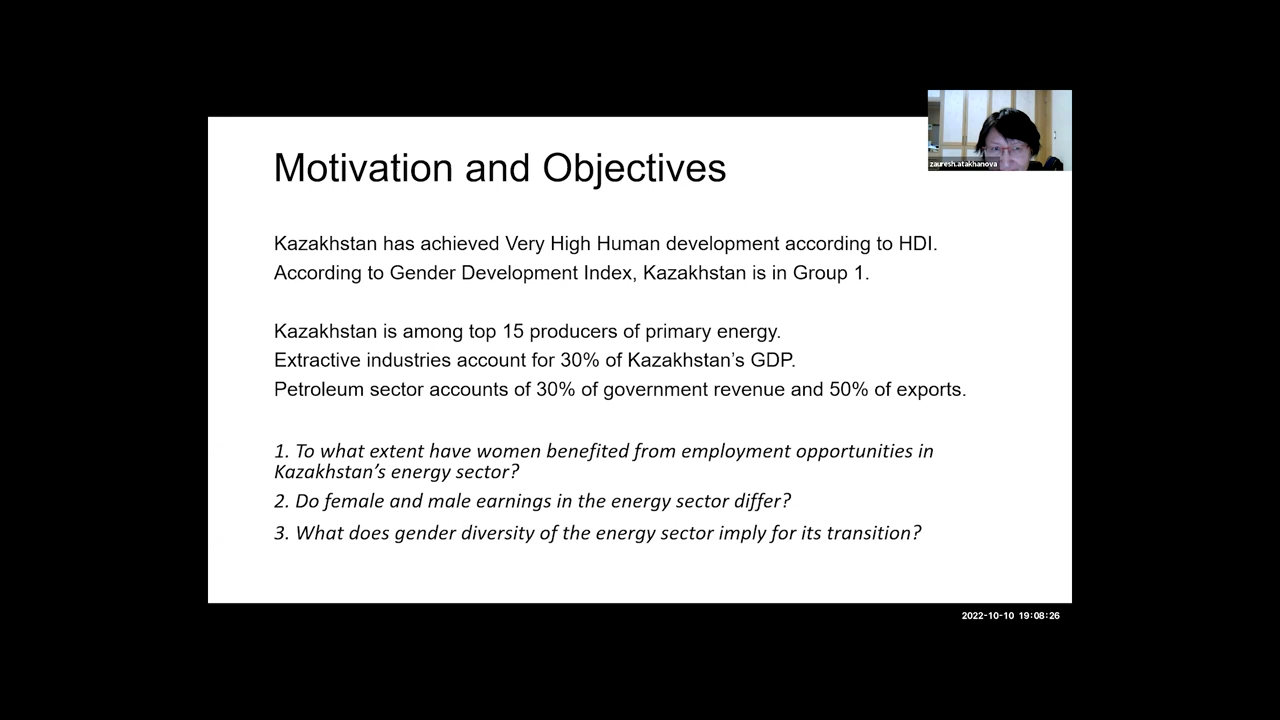 zauresh.atakhanova
Motivation and Objectives
Kazakhstan has achieved Very High Human development according to HDI.
According to Gender Development Index, Kazakhstan is in Group 1.
Kazakhstan is among top 15 producers of primary energy.
Extractive industries account for 30% of Kazakhstan’s GDP.
Petroleum sector accounts of 30% of government revenue and 50% of exports.
1. To what extent have women benefited from employment opportunities in
Kazakhstan’s energy sector?
2. Do female and male earnings in the energy sector differ?
3. What does gender diversity of the energy sector imply for its transition?
2022-10-10 19:08:26